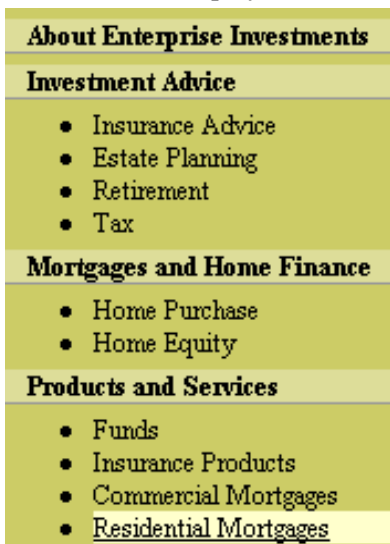 About Enterprise Investments
Investment Advice
Insurance Advice
Estate Planning
Retirement
Tax
Mortgages and Home Finance
Home Purchase
Home Equity
Products and Services
Funds
Insurance Products
Commercial Mortgages
Residential Mortgages